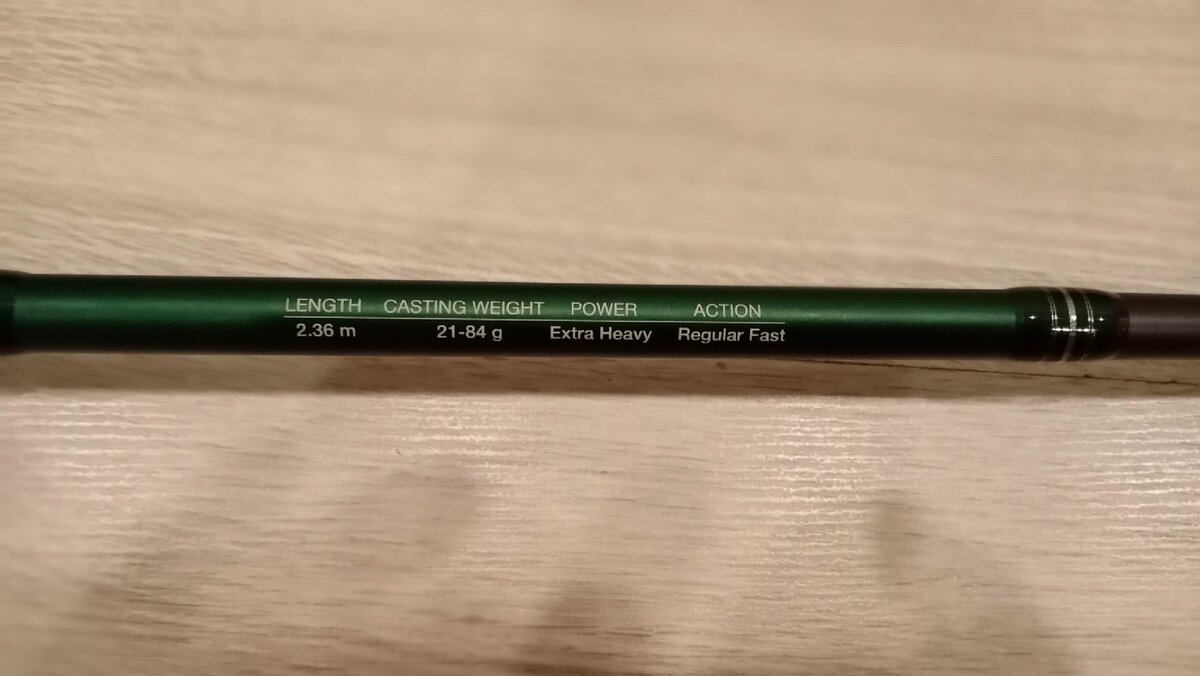 LENGTH CASTING WEIGHT POWER ACTION
2.36 m 21-84 g Extra Heavy Regular Fast